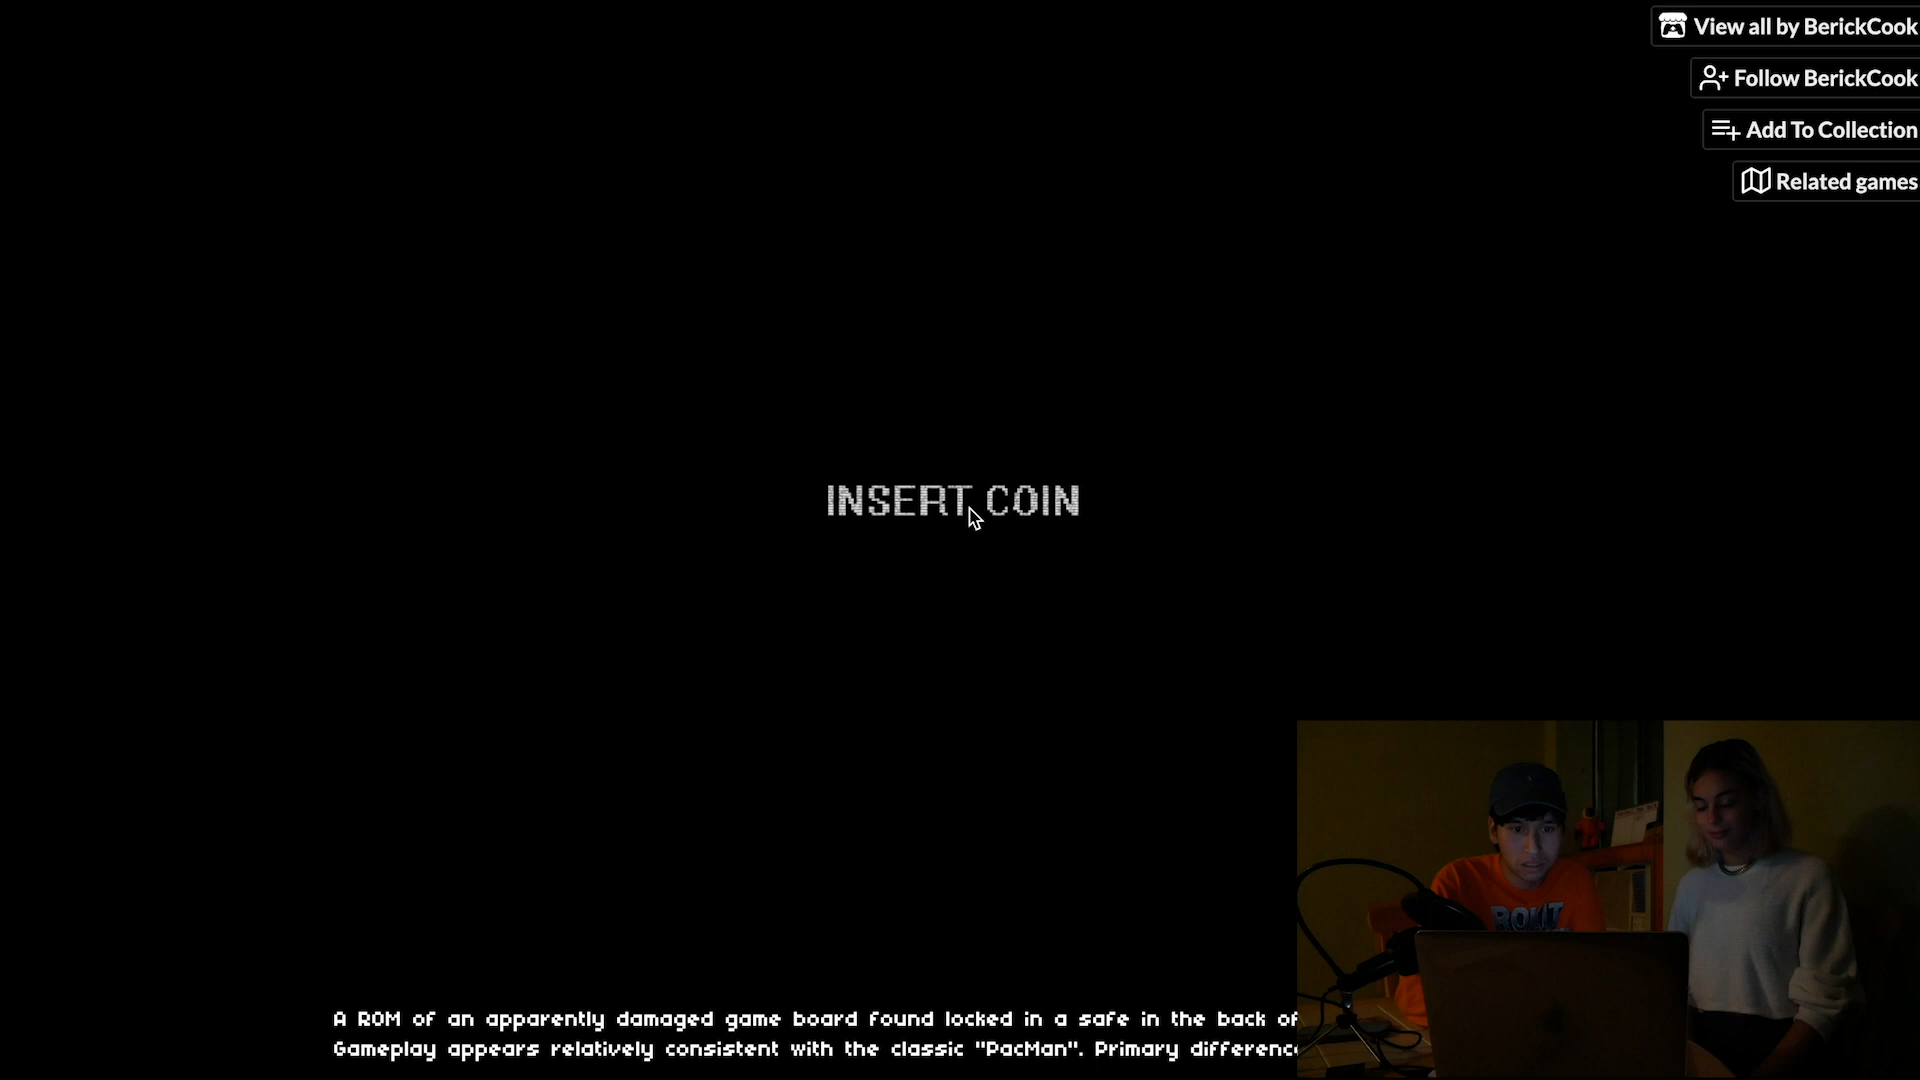 View all by BerickCook
Follow BerickCook
Add To Collection
Related games
INSERT COIN
A ROM of an apparently damaged game board found locked in a safe in the back of
Gameplay appears relatively consistent with the classic "PacMan". Primary